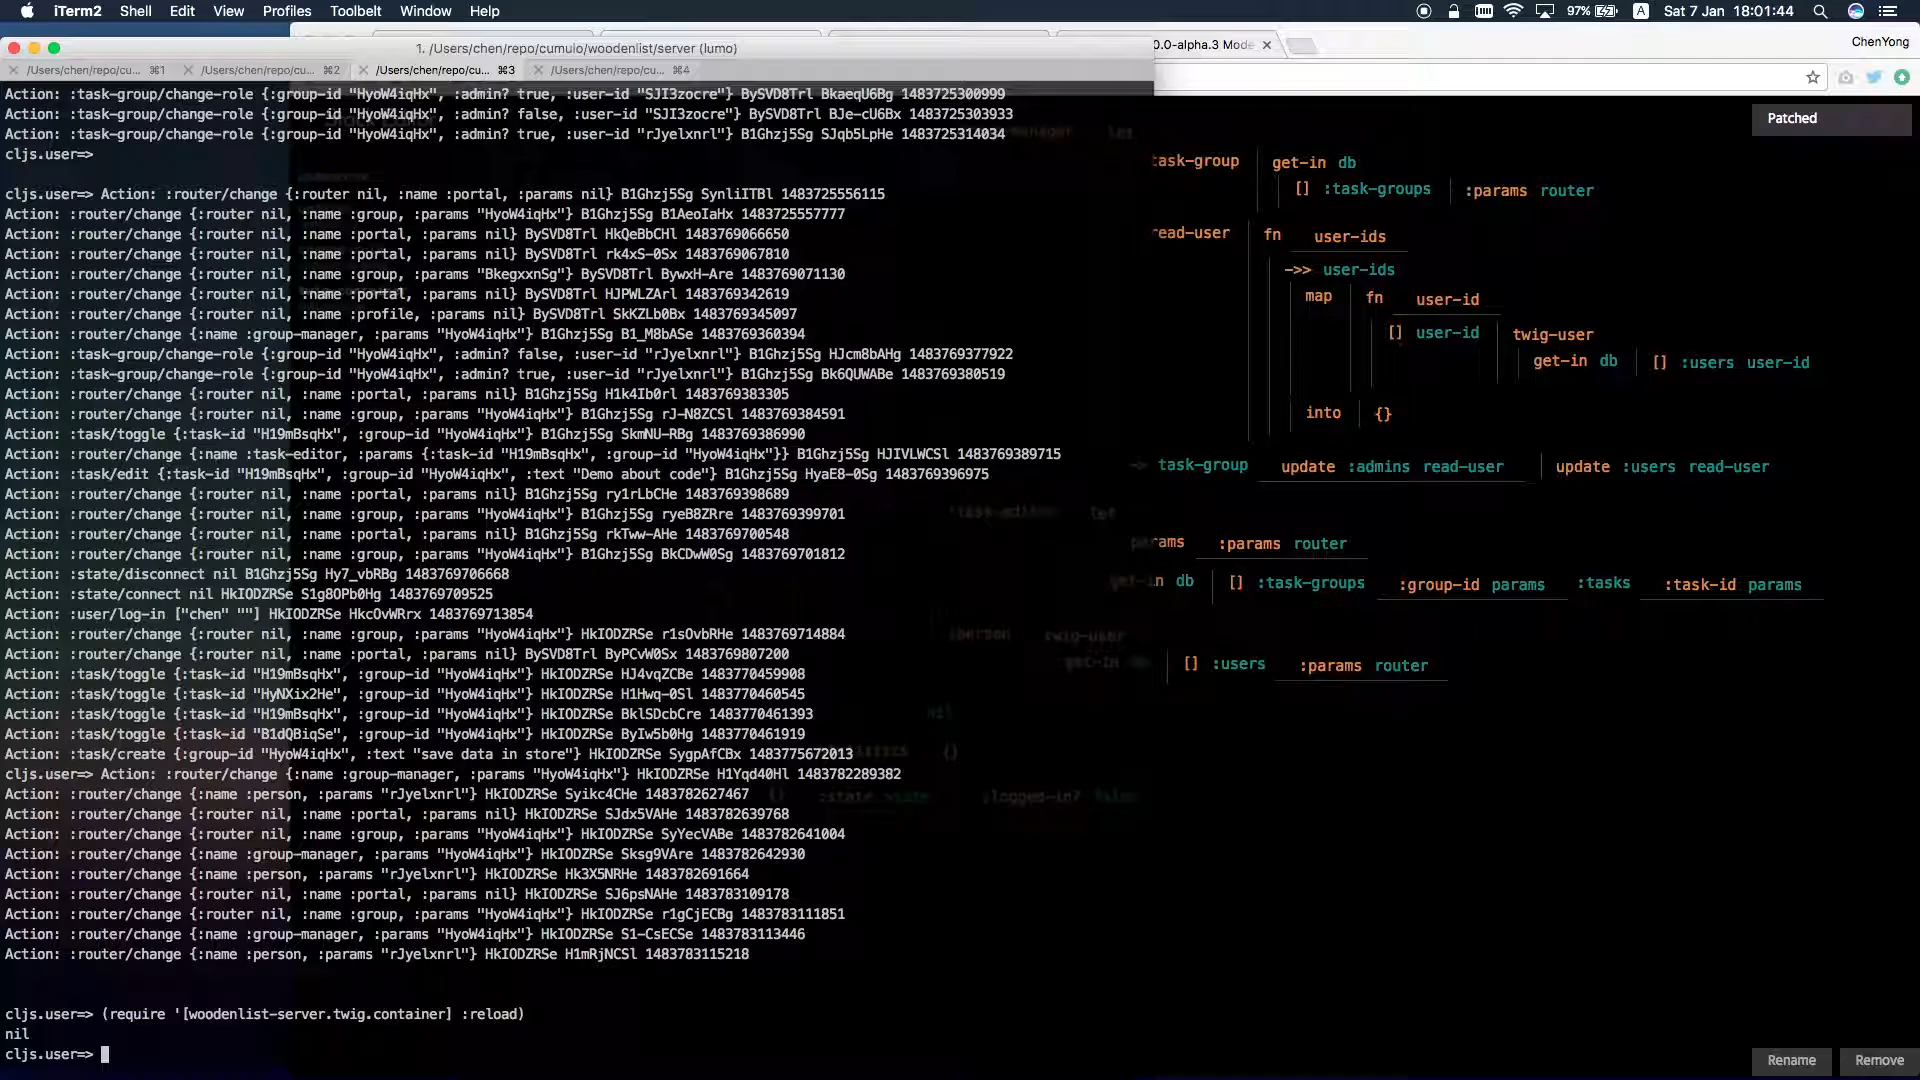 iTerm2 Shell Edit View Profiles Toolbelt Window Help 97% A Sat 7 Jan 18:01:44
1. /Users/chen/repo/cumulo/woodenlist/server (lumo)
0.0-alpha.3 Mode
ChenYong
/Users/chen/repo/cu... ⌘1 /Users/chen/repo/cu... ⌘2 /Users/chen/repo/cu... ⌘3 /Users/chen/repo/cu... ⌘4
Action: :task-group/change-role {:group-id "HyoW4iqHx", :admin? true, :user-id "SJI3zocre"} BySVD8Trl BkaeqU6Bg 1483725300999
Action: :task-group/change-role {:group-id "HyoW4iqHx", :admin? false, :user-id "SJI3zocre"} BySVD8Trl BJe-cU6Bx 1483725303933
Action: :task-group/change-role {:group-id "HyoW4iqHx", :admin? true, :user-id "rJyelxnrl"} B1Ghzj5Sg SJqb5LpHe 1483725314034
cljs.user=>
cljs.user=> Action: :router/change {:router nil, :name :portal, :params nil} B1Ghzj5Sg SynliITBl 1483725556115
Action: :router/change {:router nil, :name :group, :params "HyoW4iqHx"} B1Ghzj5Sg B1AeoIaHx 1483725557777
Action: :router/change {:router nil, :name :portal, :params nil} BySVD8Trl HkQeBbCHl 1483769066650
Action: :router/change {:router nil, :name :portal, :params nil} BySVD8Trl rk4xS-0Sx 1483769067810
Action: :router/change {:router nil, :name :group, :params "BkegxxnSg"} BySVD8Trl BywxH-Are 1483769071130
Action: :router/change {:router nil, :name :portal, :params nil} BySVD8Trl HJPWLZArl 1483769342619
Action: :router/change {:router nil, :name :profile, :params nil} BySVD8Trl SkKZLb0Bx 1483769345097
Action: :router/change {:name :group-manager, :params "HyoW4iqHx"} B1Ghzj5Sg B1_M8bASe 1483769360394
Action: :task-group/change-role {:group-id "HyoW4iqHx", :admin? false, :user-id "rJyelxnrl"} B1Ghzj5Sg HJcm8bAHg 1483769377922
Action: :task-group/change-role {:group-id "HyoW4iqHx", :admin? true, :user-id "rJyelxnrl"} B1Ghzj5Sg Bk6QUWABe 1483769380519
Action: :router/change {:router nil, :name :portal, :params nil} B1Ghzj5Sg H1k4Ib0rl 1483769383305
Action: :router/change {:router nil, :name :group, :params "HyoW4iqHx"} B1Ghzj5Sg rJ-N8ZCSl 1483769384591
Action: :task/toggle {:task-id "H19mBsqHx", :group-id "HyoW4iqHx"} B1Ghzj5Sg SkmNU-RBg 1483769386990
Action: :router/change {:name :task-editor, :params {:task-id "H19mBsqHx", :group-id "HyoW4iqHx"}} B1Ghzj5Sg HJIVLWCSl 1483769389715
Action: :task/edit {:task-id "H19mBsqHx", :group-id "HyoW4iqHx", :text "Demo about code"} B1Ghzj5Sg HyaE8-0Sg 1483769396975
Action: :router/change {:router nil, :name :portal, :params nil} B1Ghzj5Sg ry1rLbCHe 1483769398689
Action: :router/change {:router nil, :name :group, :params "HyoW4iqHx"} B1Ghzj5Sg ryeB8ZRre 1483769399701
Action: :router/change {:router nil, :name :portal, :params nil} B1Ghzj5Sg rkTww-AHe 1483769700548
Action: :router/change {:router nil, :name :group, :params "HyoW4iqHx"} B1Ghzj5Sg BkCDwW0Sg 1483769701812
Action: :state/disconnect nil B1Ghzj5Sg Hy7_vbRBg 1483769706668
Action: :state/connect nil HkIODZRSe S1g8OPb0Hg 1483769709525
Action: :user/log-in ["chen" ""] HkIODZRSe HkcOvWRrx 1483769713854
Action: :router/change {:router nil, :name :group, :params "HyoW4iqHx"} HkIODZRSe r1sOvbRHe 1483769714884
Action: :router/change {:router nil, :name :portal, :params nil} BySVD8Trl ByPCvW0Sx 1483769807200
Action: :task/toggle {:task-id "H19mBsqHx", :group-id "HyoW4iqHx"} HkIODZRSe HJ4vqZCBe 1483770459908
Action: :task/toggle {:task-id "HyNXix2He", :group-id "HyoW4iqHx"} HkIODZRSe H1Hwq-0Sl 1483770460545
Action: :task/toggle {:task-id "H19mBsqHx", :group-id "HyoW4iqHx"} HkIODZRSe BklSDcbCre 1483770461393
Action: :task/toggle {:task-id "B1dQBiqSe", :group-id "HyoW4iqHx"} HkIODZRSe ByIw5b0Hg 1483770461919
Action: :task/create {:group-id "HyoW4iqHx", :text "save data in store"} HkIODZRSe SygpAfCBx 1483775672013
cljs.user=> Action: :router/change {:name :group-manager, :params "HyoW4iqHx"} HkIODZRSe H1Yqd40Hl 1483782289382
Action: :router/change {:name :person, :params "rJyelxnrl"} HkIODZRSe Syikc4CHe 1483782627467
Action: :router/change {:router nil, :name :portal, :params nil} HkIODZRSe SJdx5VAHe 1483782639768
Action: :router/change {:router nil, :name :group, :params "HyoW4iqHx"} HkIODZRSe SyYecVABe 1483782641004
Action: :router/change {:name :group-manager, :params "HyoW4iqHx"} HkIODZRSe Sksg9VAre 1483782642930
Action: :router/change {:name :person, :params "rJyelxnrl"} HkIODZRSe Hk3X5NRHe 1483782691664
Action: :router/change {:router nil, :name :portal, :params nil} HkIODZRSe SJ6psNAHe 1483783109178
Action: :router/change {:router nil, :name :group, :params "HyoW4iqHx"} HkIODZRSe r1gCjECBg 1483783111851
Action: :router/change {:name :group-manager, :params "HyoW4iqHx"} HkIODZRSe S1-CsECSe 1483783113446
Action: :router/change {:name :person, :params "rJyelxnrl"} HkIODZRSe H1mRjNCSl 1483783115218
cljs.user=> (require '[woodenlist-server.twig.container] :reload)
nil
cljs.user=>
Patched
task-group get-in db
[] :task-groups :params router
read-user fn user-ids
->> user-ids
map fn user-id
[] user-id twig-user
get-in db [] :users user-id
into {}
-> task-group update :admins read-user update :users read-user
params :params router
get-in db [] :task-groups :group-id params :tasks :task-id params
[] :users :params router
Rename Remove